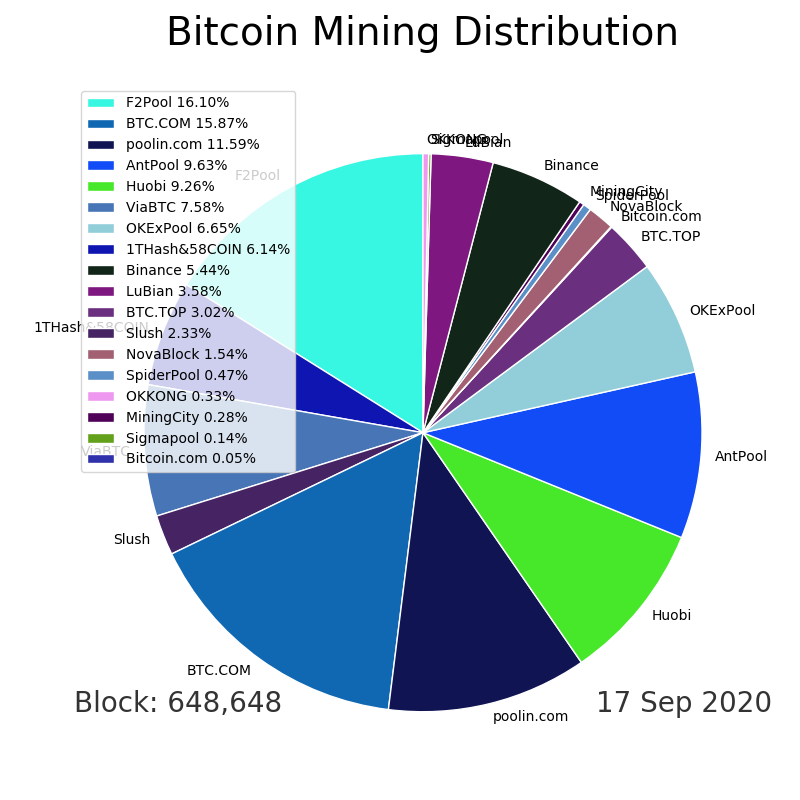 Bitcoin Mining Distribution
F2Pool 16.10%
BTC.COM 15.87%
poolin.com 11.59%
AntPool 9.63%
Huobi 9.26%
ViaBTC 7.58%
OKExPool 6.65%
1THash&58COIN 6.14%
Binance 5.44%
LuBian 3.58%
BTC.TOP 3.02%
Slush 2.33%
NovaBlock 1.54%
SpiderPool 0.47%
OKKONG 0.33%
MiningCity 0.28%
Sigmapool 0.14%
Bitcoin.com 0.05%
OKKONG
Sigmapool
LuBian
Binance
MiningCity
SpiderPool
NovaBlock
Bitcoin.com
BTC.TOP
OKExPool
AntPool
Huobi
poolin.com
BTC.COM
Slush
ViaBTC
1THash&58COIN
F2Pool
Block: 648,648
17 Sep 2020